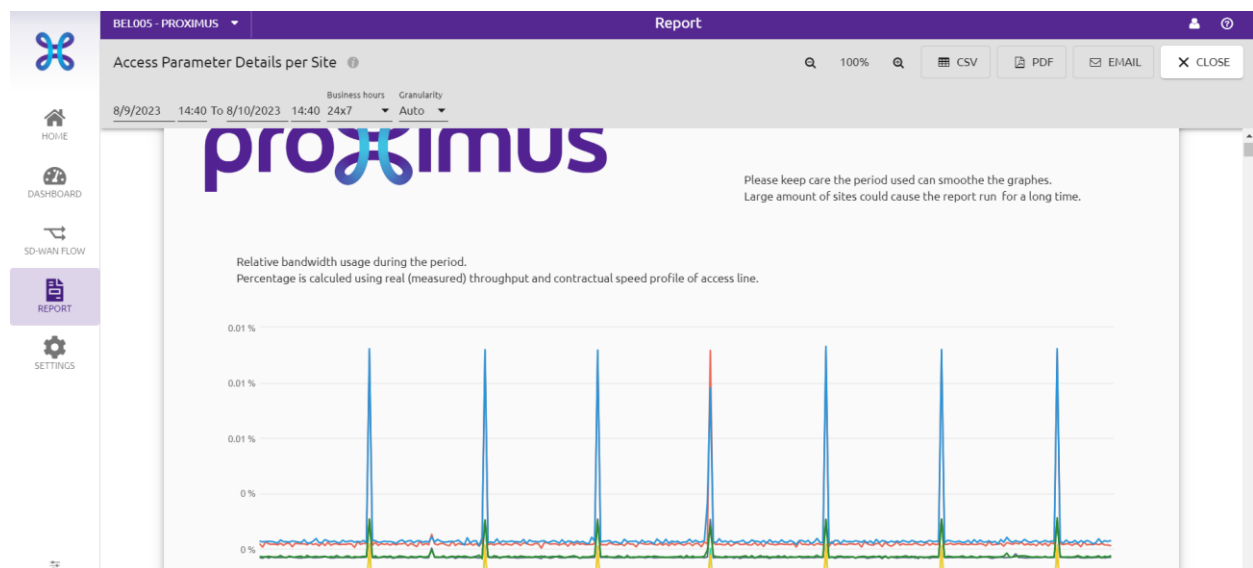 BEL005 - PROXIMUS
Report
Access Parameter Details per Site
100%
CSV
PDF
EMAIL
CLOSE
Business hours
Granularity
8/9/2023 14:40 To 8/10/2023 14:40 24x7 Auto
HOME
DASHBOARD
SD-WAN FLOW
REPORT
SETTINGS
proximus
Please keep care the period used can smoothe the graphes.
Large amount of sites could cause the report run for a long time.
Relative bandwidth usage during the period.
Percentage is calculed using real (measured) throughput and contractual speed profile of access line.
0.01 %
0.01 %
0.01 %
0 %
0 %